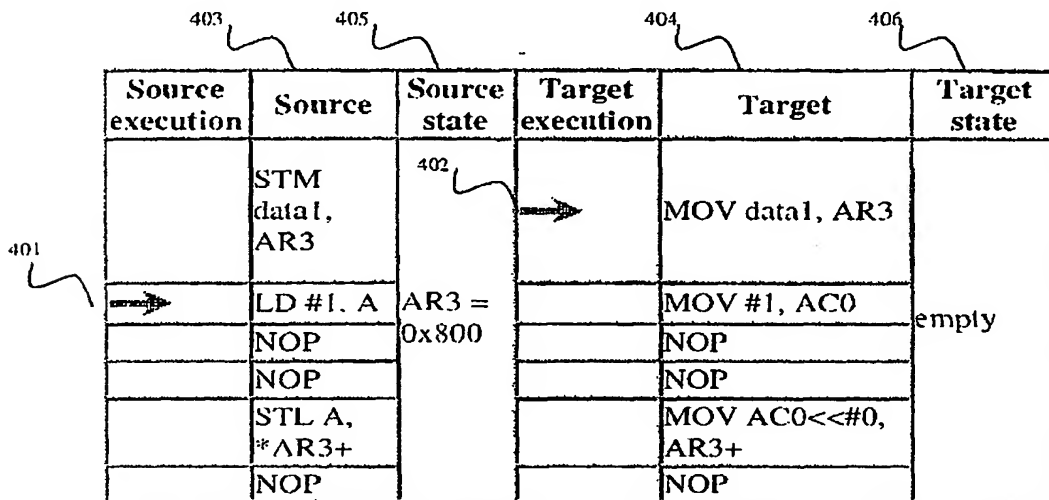 403 405 404 406
Source execution Source Source state Target execution Target Target state
402
STM data1, AR3
MOV data1, AR3
401
LD #1, A
AR3 = 0x800
MOV #1, AC0
empty
NOP
NOP
NOP
NOP
STL A, *AR3+
MOV AC0<<#0, AR3+
NOP
NOP